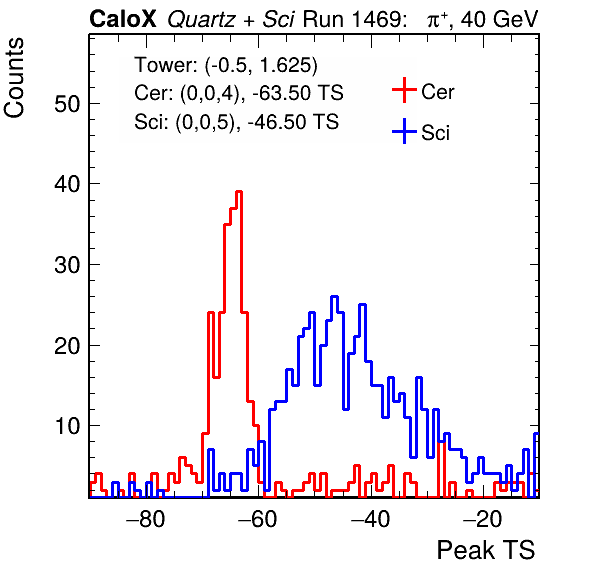 CaloX Quartz + Sci Run 1469: π⁺, 40 GeV
Counts
Tower: (-0.5, 1.625)
Cer: (0,0,4), -63.50 TS
Sci: (0,0,5), -46.50 TS
Cer
Sci
50
40
30
20
10
−80 −60 −40 −20
Peak TS